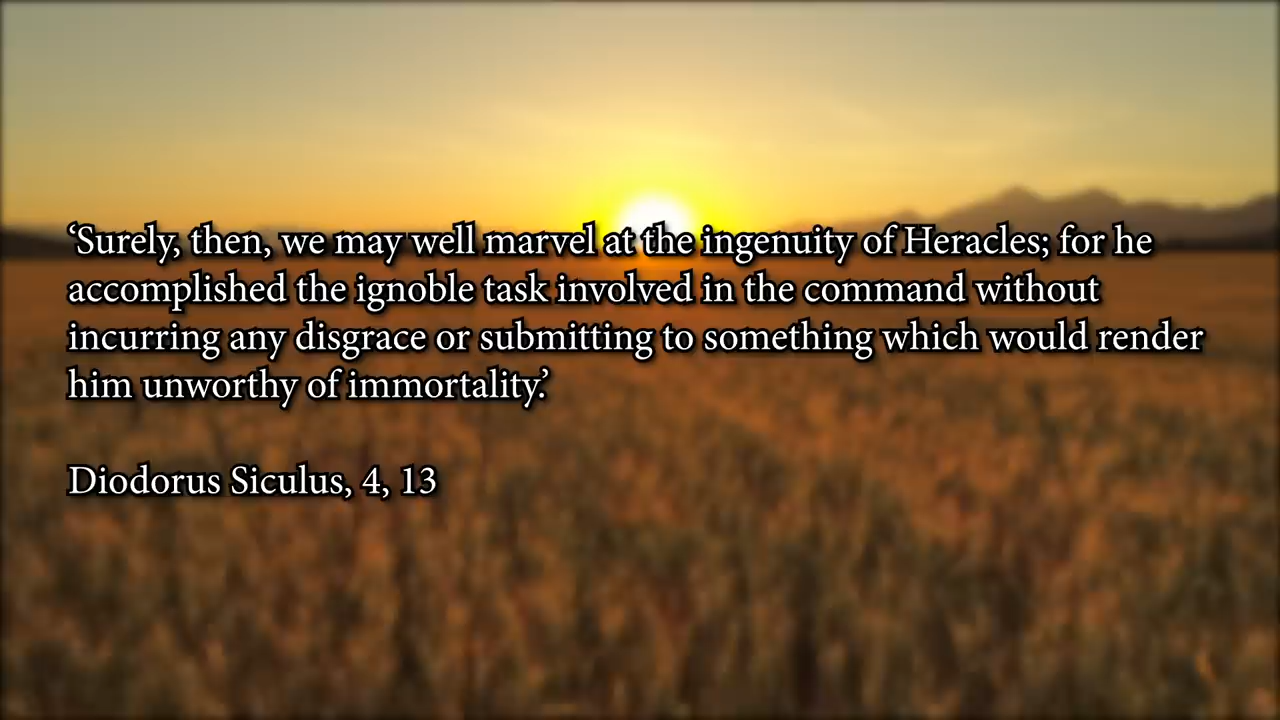 ‘Surely, then, we may well marvel at the ingenuity of Heracles; for he
accomplished the ignoble task involved in the command without
incurring any disgrace or submitting to something which would render
him unworthy of immortality.’
Diodorus Siculus, 4, 13